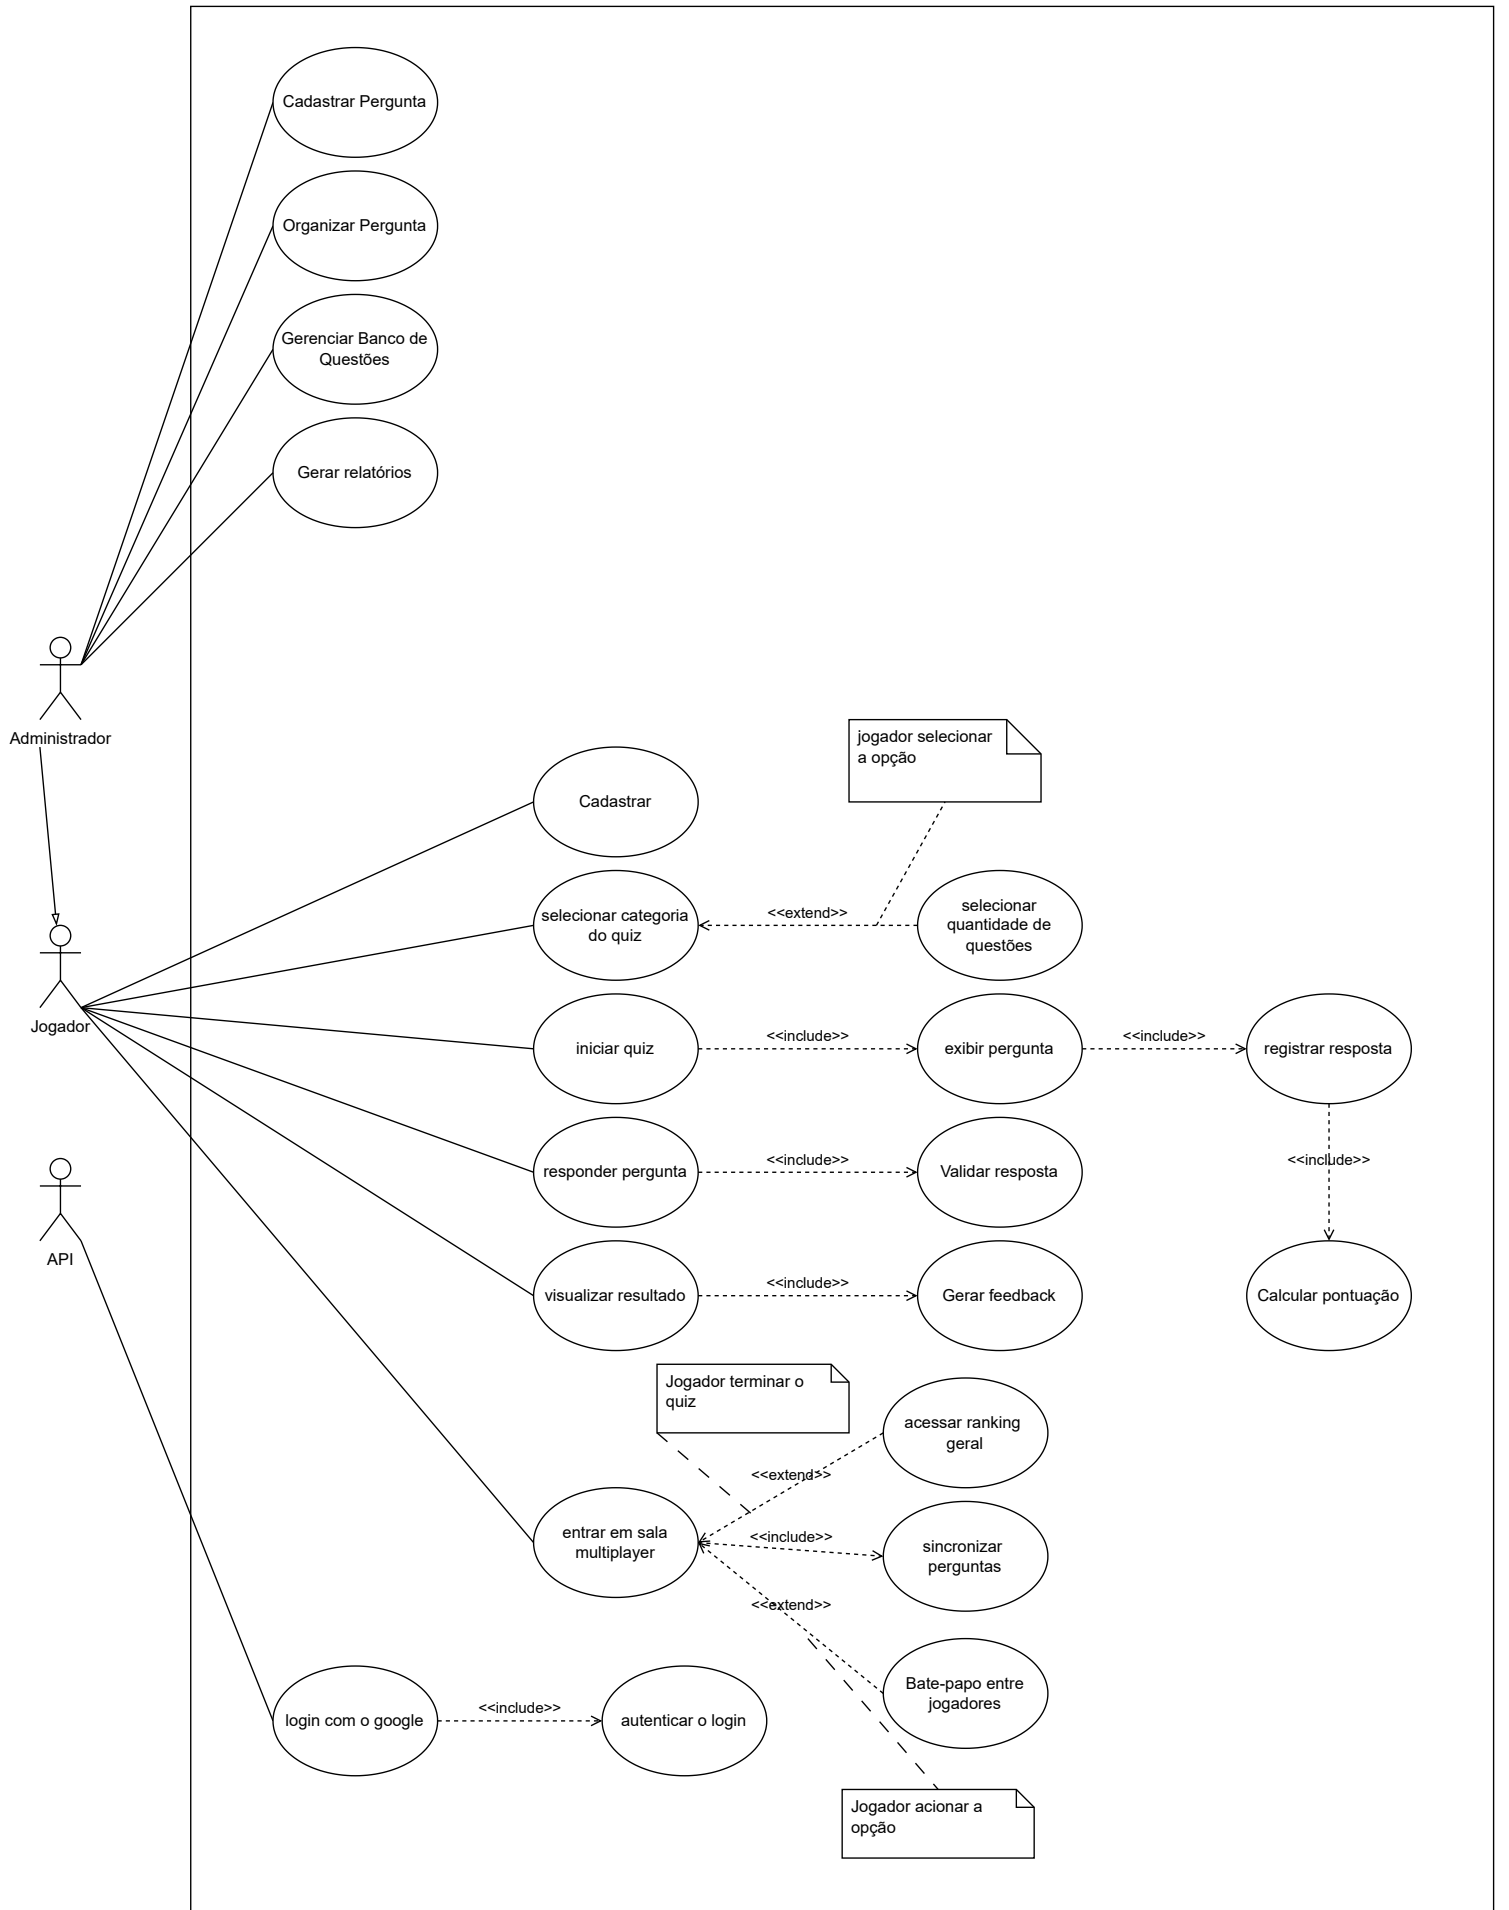 Cadastrar Pergunta
Organizar Pergunta
Gerenciar Banco de
Questões
Gerar relatórios
Administrador
jogador selecionar
a opção
Cadastrar
selecionar categoria
do quiz
<<extend>>
selecionar
quantidade de
questões
Jogador
iniciar quiz
<<include>>
exibir pergunta
<<include>>
registrar resposta
responder pergunta
<<include>>
Validar resposta
<<include>>
API
visualizar resultado
<<include>>
Gerar feedback
Calcular pontuação
Jogador terminar o
quiz
acessar ranking
geral
<<extend>>
entrar em sala
multiplayer
<<include>>
sincronizar
perguntas
<<extend>>
Bate-papo entre
jogadores
login com o google
<<include>>
autenticar o login
Jogador acionar a
opção